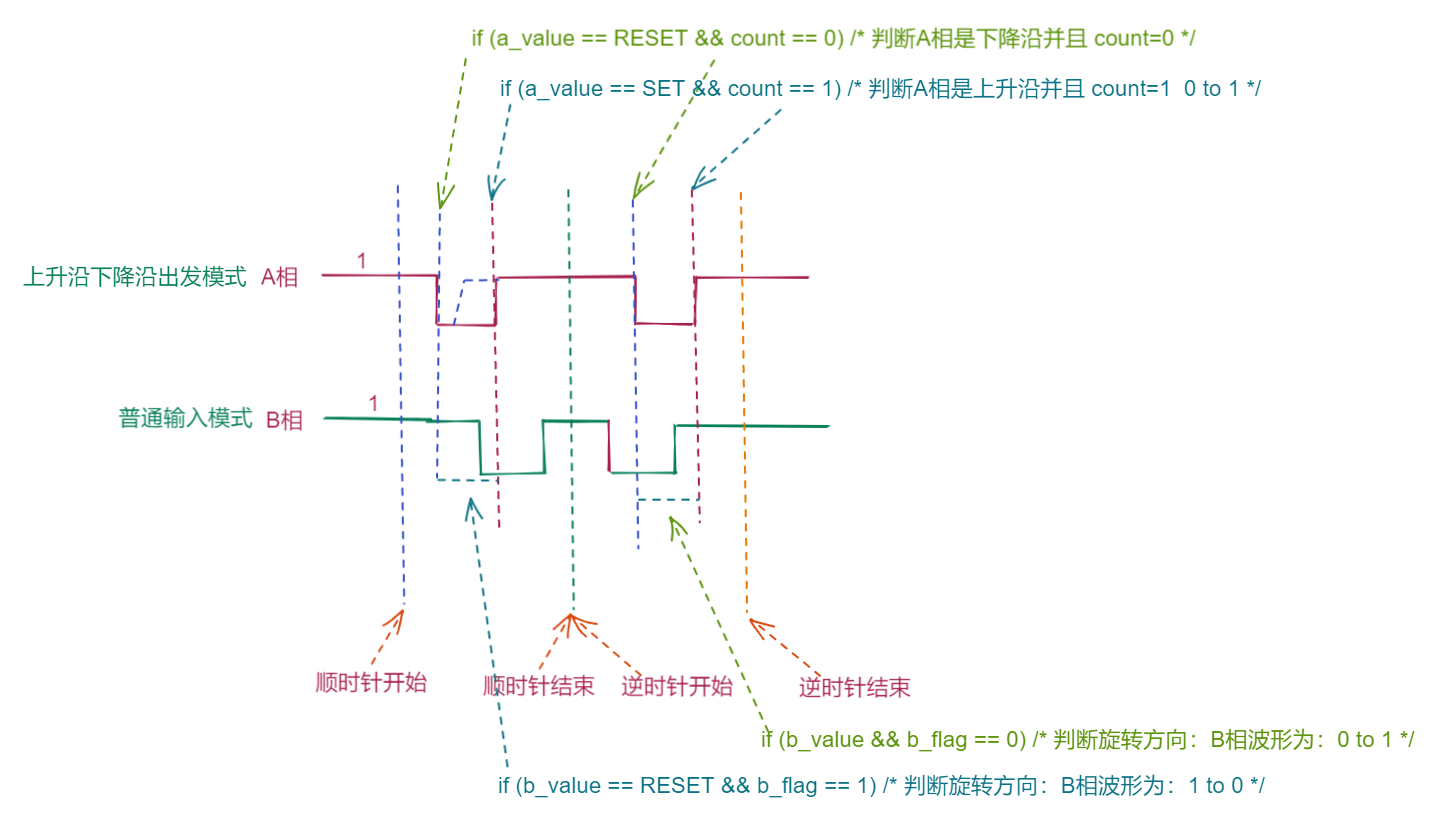 if (a_value == RESET && count == 0) /* 判断A相是下降沿并且 count=0 */
if (a_value == SET && count == 1) /* 判断A相是上升沿并且 count=1  0 to 1 */
1
上升沿下降沿出发模式 A相
1
普通输入模式 B相
顺时针开始 顺时针结束 逆时针开始 逆时针结束
if (b_value && b_flag == 0) /* 判断旋转方向：B相波形为：0 to 1 */
if (b_value == RESET && b_flag == 1) /* 判断旋转方向：B相波形为：1 to 0 */